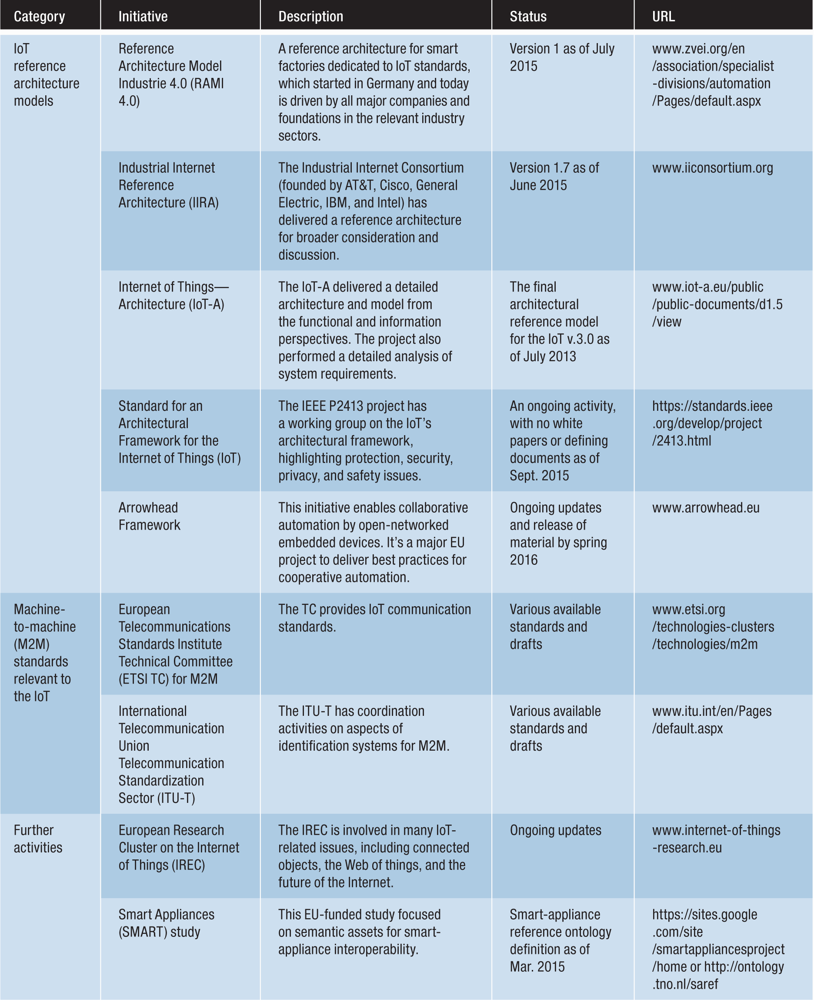 Category
Initiative
Description
Status
URL
IoT
reference
architecture
models
Reference
Architecture Model
Industrie 4.0 (RAMI
4.0)
A reference architecture for smart
factories dedicated to IoT standards,
which started in Germany and today
is driven by all major companies and
foundations in the relevant industry
sectors.
Version 1 as of July
2015
www.zvei.org/en
/association/specialist
-divisions/automation
/Pages/default.aspx
Industrial Internet
Reference
Architecture (IIRA)
The Industrial Internet Consortium
(founded by AT&T, Cisco, General
Electric, IBM, and Intel) has
delivered a reference architecture
for broader consideration and
discussion.
Version 1.7 as of
June 2015
www.iiconsortium.org
Internet of Things—
Architecture (IoT-A)
The IoT-A delivered a detailed
architecture and model from
the functional and information
perspectives. The project also
performed a detailed analysis of
system requirements.
The final
architectural
reference model
for the IoT v.3.0 as
of July 2013
www.iot-a.eu/public
/public-documents/d1.5
/view
Standard for an
Architectural
Framework for the
Internet of Things (IoT)
The IEEE P2413 project has
a working group on the IoT’s
architectural framework,
highlighting protection, security,
privacy, and safety issues.
An ongoing activity,
with no white
papers or defining
documents as of
Sept. 2015
https://standards.ieee
.org/develop/project
/2413.html
Arrowhead
Framework
This initiative enables collaborative
automation by open-networked
embedded devices. It’s a major EU
project to deliver best practices for
cooperative automation.
Ongoing updates
and release of
material by spring
2016
www.arrowhead.eu
Machine-
to-machine
(M2M)
standards
relevant to
the IoT
European
Telecommunications
Standards Institute
Technical Committee
(ETSI TC) for M2M
The TC provides IoT communication
standards.
Various available
standards and
drafts
www.etsi.org
/technologies-clusters
/technologies/m2m
International
Telecommunication
Union
Telecommunication
Standardization
Sector (ITU-T)
The ITU-T has coordination
activities on aspects of
identification systems for M2M.
Various available
standards and
drafts
www.itu.int/en/Pages
/default.aspx
Further
activities
European Research
Cluster on the Internet
of Things (IREC)
The IREC is involved in many IoT-
related issues, including connected
objects, the Web of things, and the
future of the Internet.
Ongoing updates
www.internet-of-things
-research.eu
Smart Appliances
(SMART) study
This EU-funded study focused
on semantic assets for smart-
appliance interoperability.
Smart-appliance
reference ontology
definition as of
Mar. 2015
https://sites.google
.com/site
/smartappliancesproject
/home or http://ontology
.tno.nl/saref